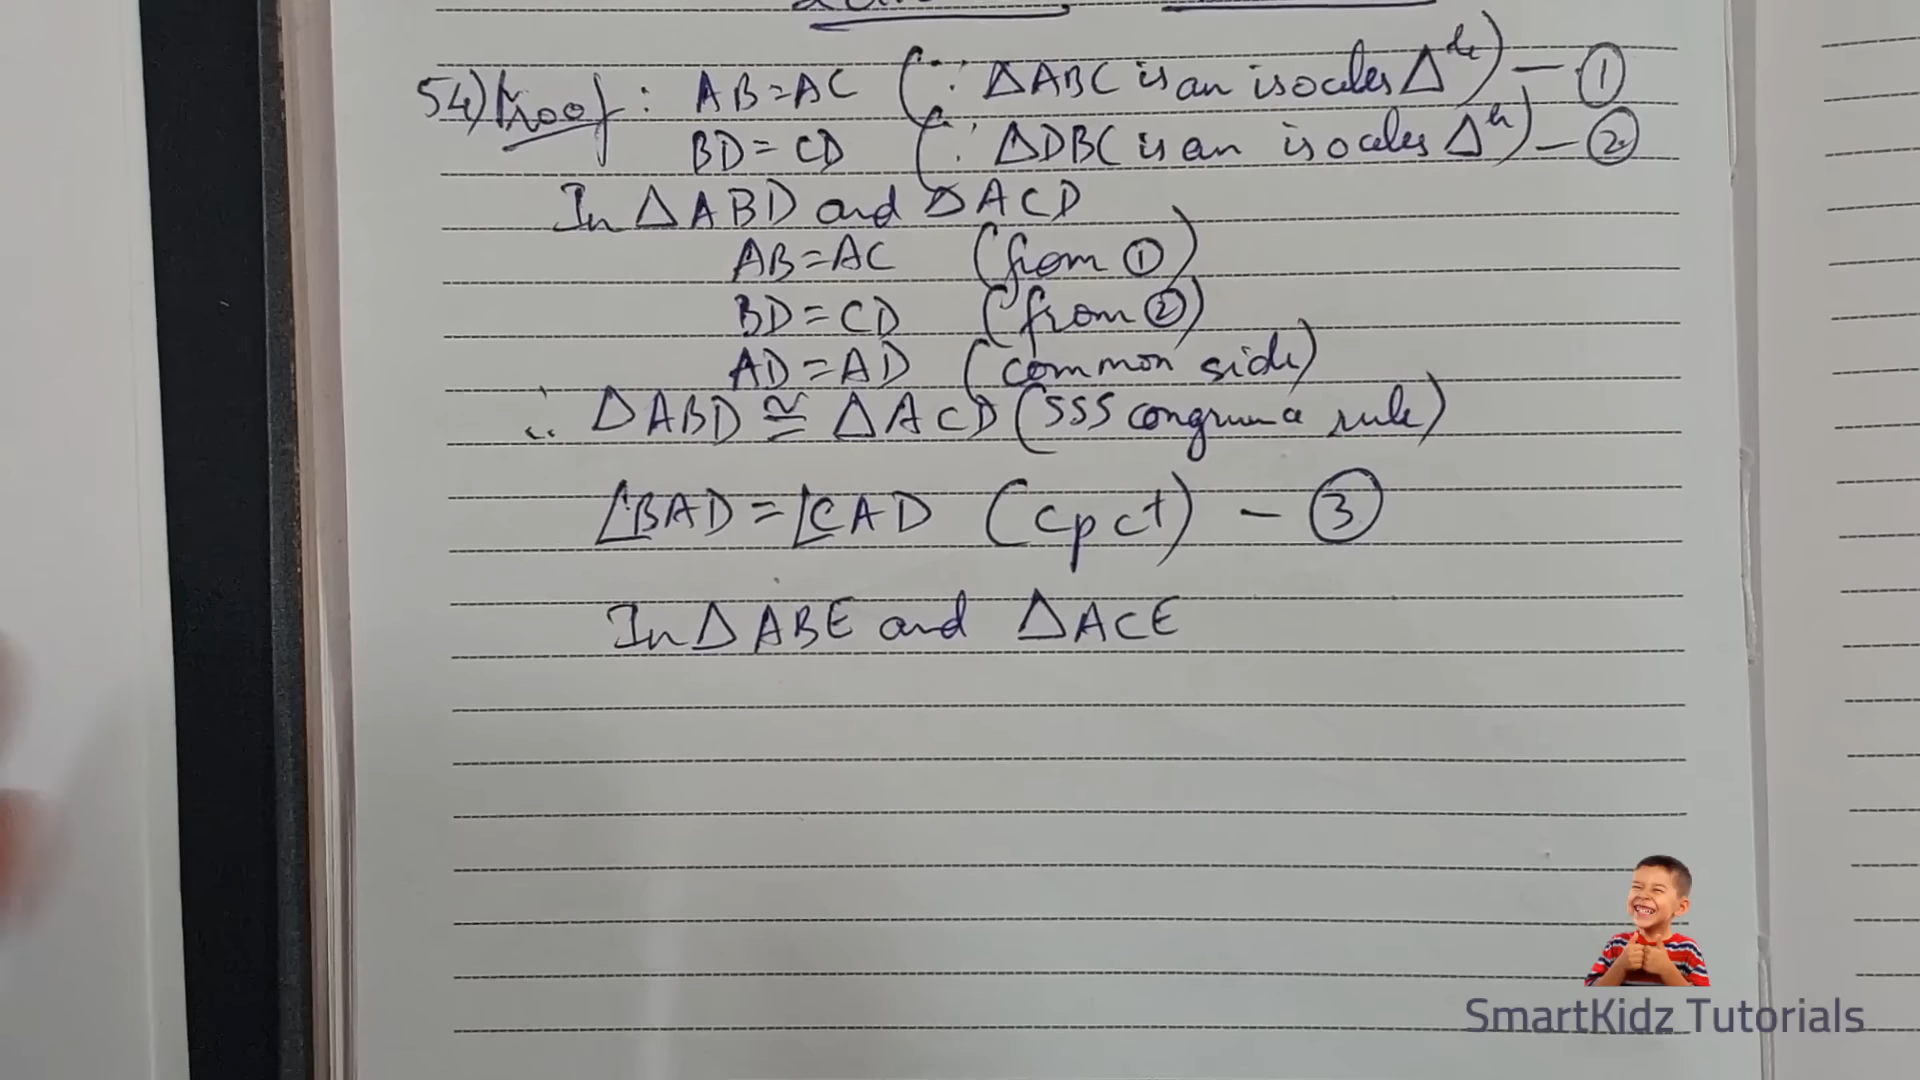 54) Proof : AB=AC (∵ ΔABC is an isoceles Δle) — ①
BD = CD (∵ ΔDBC is an isoceles Δle) — ②
In ΔABD and ΔACD
AB=AC (from ①)
BD=CD (from ②)
AD=AD (common side)
∴ ΔABD ≅ ΔACD (SSS congruence rule)
∠BAD = ∠CAD (cpct) — ③
In ΔABE and ΔACE
SmartKidz Tutorials